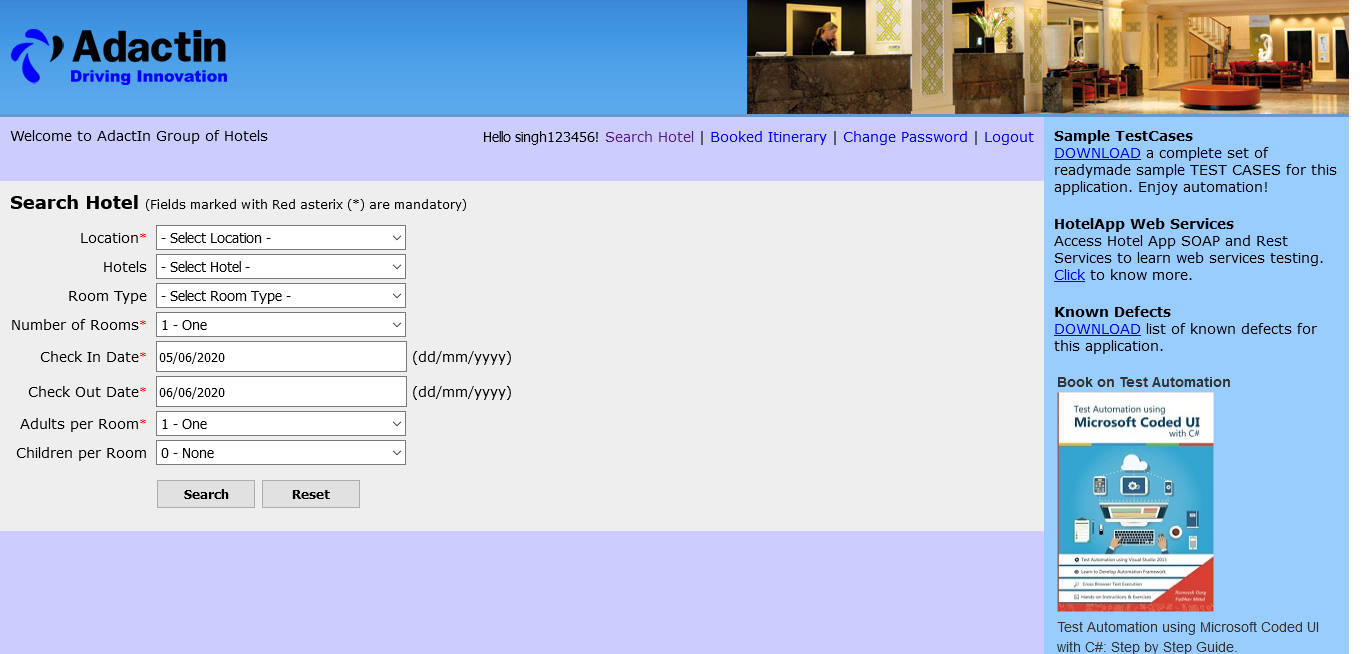 Adactin
Driving Innovation
Welcome to AdactIn Group of Hotels
Hello singh123456! Search Hotel | Booked Itinerary | Change Password | Logout
Search Hotel (Fields marked with Red asterix (*) are mandatory)
Location* - Select Location -
Hotels - Select Hotel -
Room Type - Select Room Type -
Number of Rooms* 1 - One
Check In Date* 05/06/2020 (dd/mm/yyyy)
Check Out Date* 06/06/2020 (dd/mm/yyyy)
Adults per Room* 1 - One
Children per Room 0 - None
Search Reset
Sample TestCases
DOWNLOAD a complete set of
readymade sample TEST CASES for this
application. Enjoy automation!
HotelApp Web Services
Access Hotel App SOAP and Rest
Services to learn web services testing.
Click to know more.
Known Defects
DOWNLOAD list of known defects for
this application.
Book on Test Automation
Test Automation using
Microsoft Coded UI
with C#
Test Automation using Visual Studio 2013
Learn to Develop Automation Framework
Cross Browser Test Execution
Hands-on Instructions & Exercises
Test Automation using Microsoft Coded UI
with C#: Step by Step Guide.